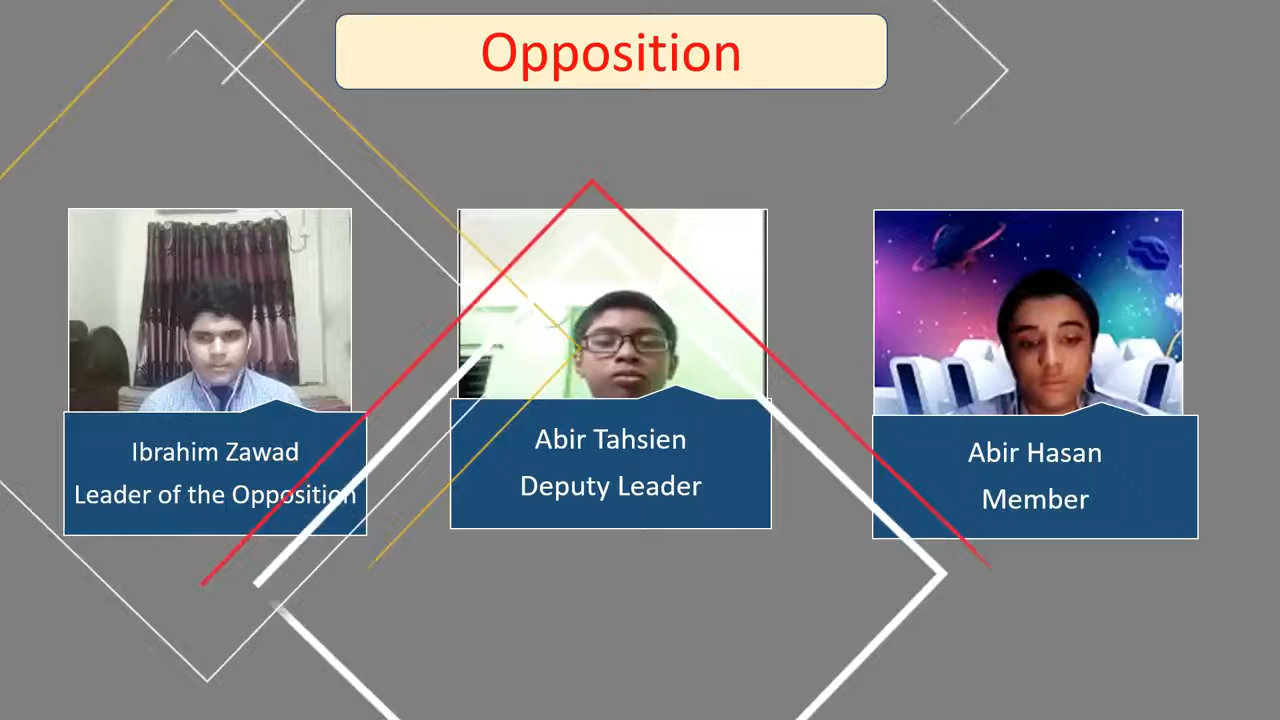 Opposition
Ibrahim Zawad
Leader of the Opposition
Abir Tahsien
Deputy Leader
Abir Hasan
Member